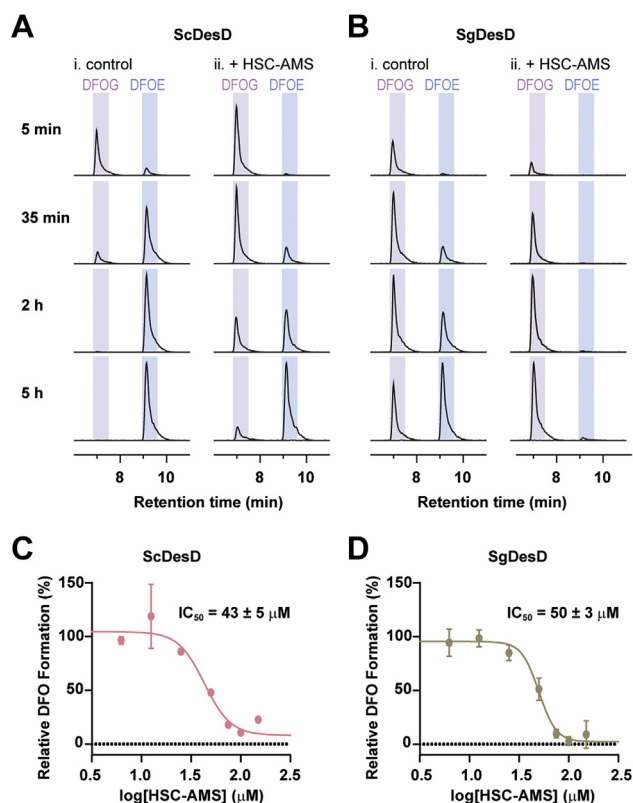 A ScDesD B SgDesD
i. control ii. + HSC-AMS i. control ii. + HSC-AMS
DFOG DFOE DFOG DFOE DFOG DFOE DFOG DFOE
5 min
35 min
2 h
5 h
8 10 8 10 8 10 8 10
Retention time (min) Retention time (min)
C ScDesD
150
100
50
0
Relative DFO Formation (%)
IC50 = 43 ± 5 μM
0.5 1.0 1.5 2.0 2.5
log[HSC-AMS] (μM)
D SgDesD
150
100
50
0
Relative DFO Formation (%)
IC50 = 50 ± 3 μM
0.5 1.0 1.5 2.0 2.5
log[HSC-AMS] (μM)